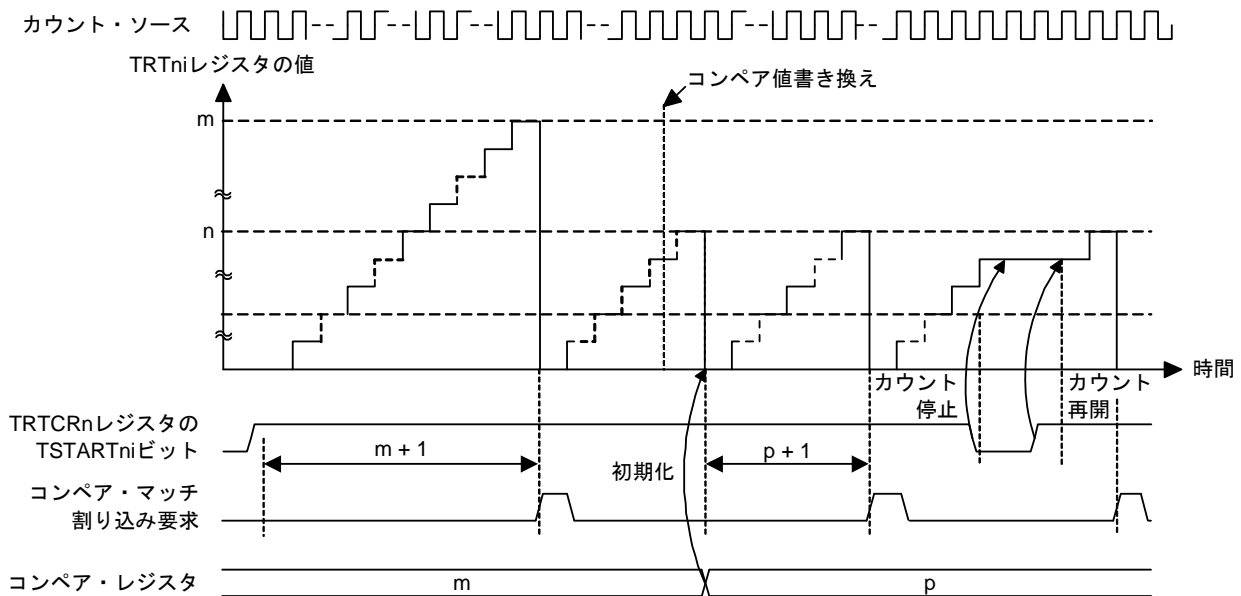 カウント・ソース
TRTniレジスタの値
コンペア値書き換え
m
n
時間
カウント
停止
カウント
再開
TRTCRnレジスタの
TSTARTniビット
m + 1
初期化
p + 1
コンペア・マッチ
割り込み要求
コンペア・レジスタ
m
p